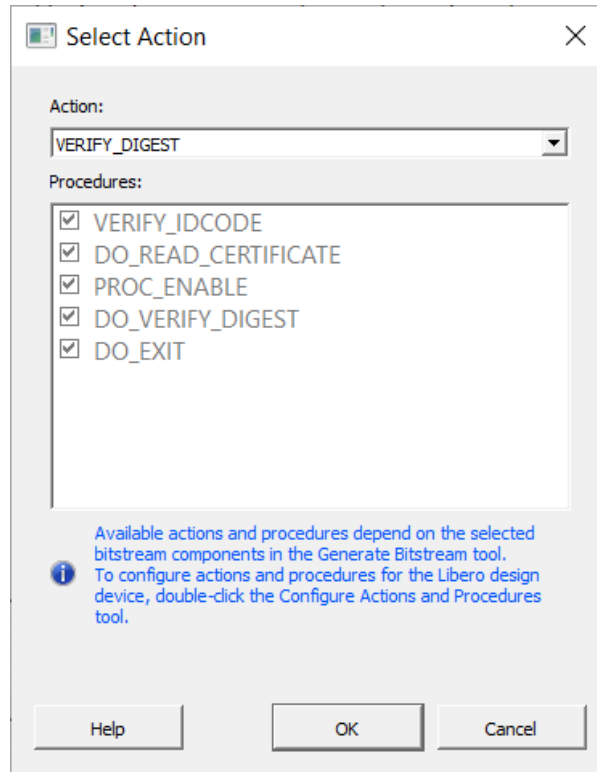 Select Action
Action:
VERIFY_DIGEST
Procedures:
VERIFY_IDCODE
DO_READ_CERTIFICATE
PROC_ENABLE
DO_VERIFY_DIGEST
DO_EXIT
Available actions and procedures depend on the selected
bitstream components in the Generate Bitstream tool.
To configure actions and procedures for the Libero design
device, double-click the Configure Actions and Procedures
tool.
Help OK Cancel